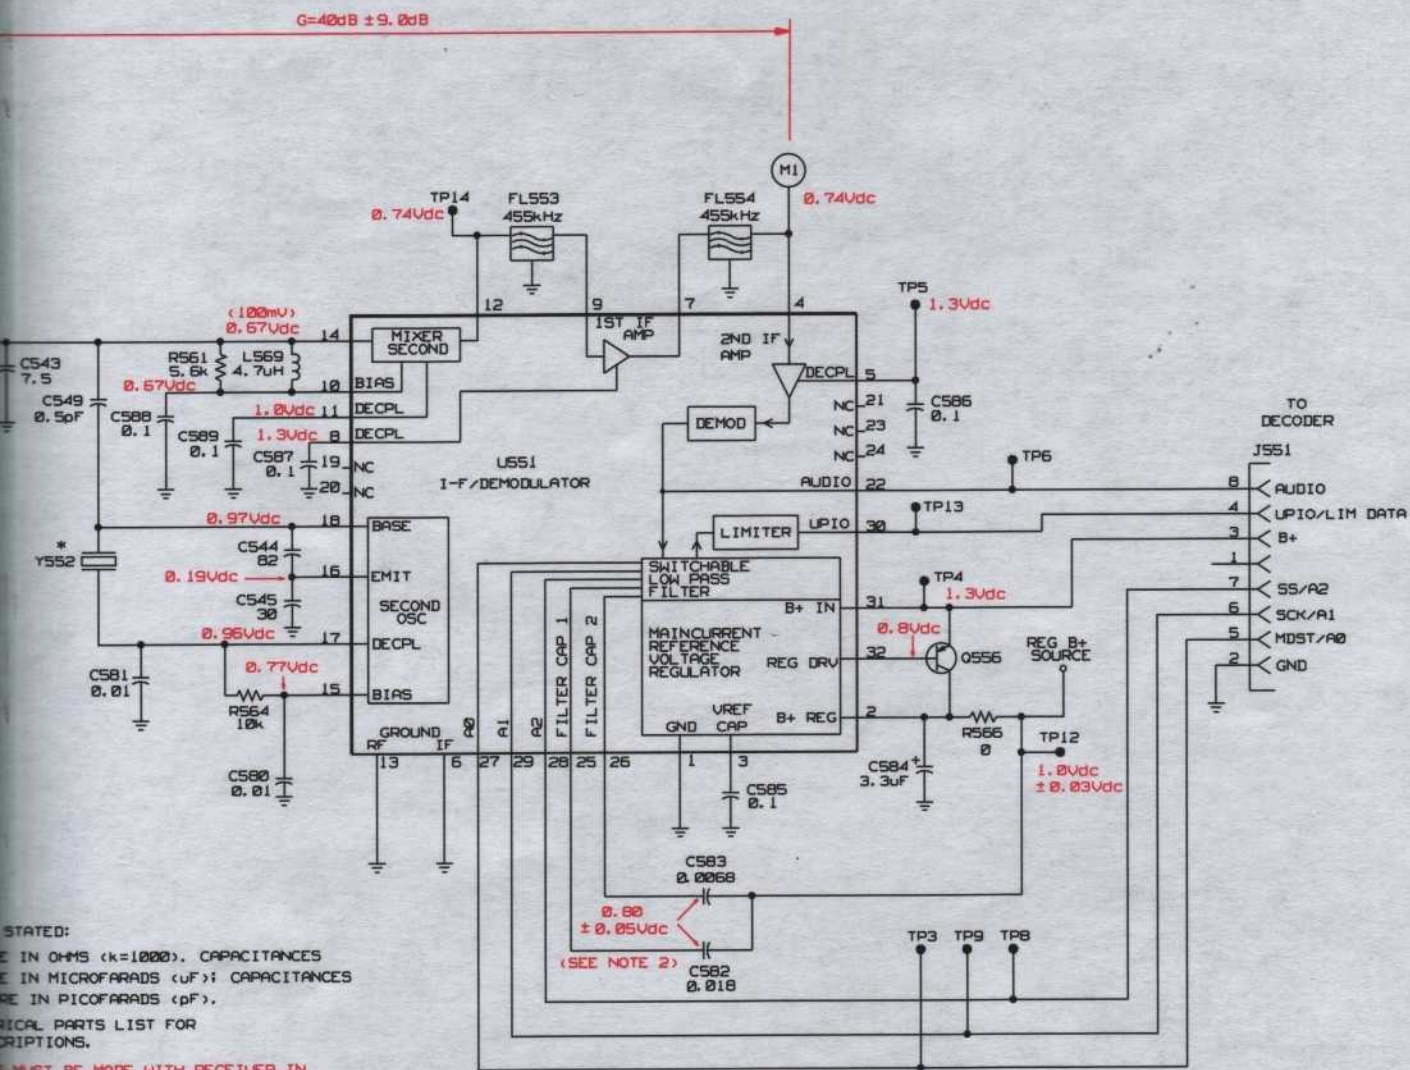 G=40dB ±9.0dB
M1
TP14
FL553
FL554
0.74Vdc
455kHz
455kHz
0.74Vdc
TP5
12
9
7
4
1.3Vdc
(100mV)
0.67Vdc
14
MIXER
SECOND
1ST IF
AMP
2ND IF
AMP
C543
7.5
R561
5.6k
L569
4.7uH
DECPL
5
0.67Vdc
10
BIAS
NC
21
C586
0.1
C549
0.5pF
C588
0.1
1.0Vdc
11
DECPL
DEMOD
NC
23
TO
DECODER
C589
0.1
1.3Vdc
8
DECPL
NC
24
J551
C587
0.1
19
NC
U551
I-F/DEMODULATOR
TP6
20
NC
AUDIO
22
8
AUDIO
0.97Vdc
18
BASE
TP13
4
UPIO/LIM DATA
LIMITER
UPIO
30
3
B+
*
Y552
C544
82
1
0.19Vdc
16
EMIT
SWITCHABLE
LOW PASS
FILTER
TP4
7
SS/A2
C545
30
SECOND
OSC
B+ IN
31
1.3Vdc
6
SCK/A1
0.96Vdc
17
DECPL
MAINCURRENT
REFERENCE
VOLTAGE
REGULATOR
0.8Vdc
5
MDST/A0
REG DRV
32
Q556
REG B+
SOURCE
2
GND
C581
0.01
0.77Vdc
15
BIAS
R564
10k
FILTER CAP 1
FILTER CAP 2
VREF
CAP
GND
B+ REG
2
R566
0
GROUND
RF
IF
A0
A1
A2
TP12
13
6
27
29
28
25
26
1
3
C584
3.3uF
+
1.0Vdc
±0.03Vdc
C580
0.01
C585
0.1
C583
0.0068
0.80
±0.05Vdc
(SEE NOTE 2)
C582
0.018
TP3
TP9
TP8
STATED:
E IN OHMS (k=1000). CAPACITANCES
E IN MICROFARADS (uF); CAPACITANCES
RE IN PICOFARADS (pF).
RICAL PARTS LIST FOR
CRIPTIONS.
MUST BE MADE WITH RECEIVER IN